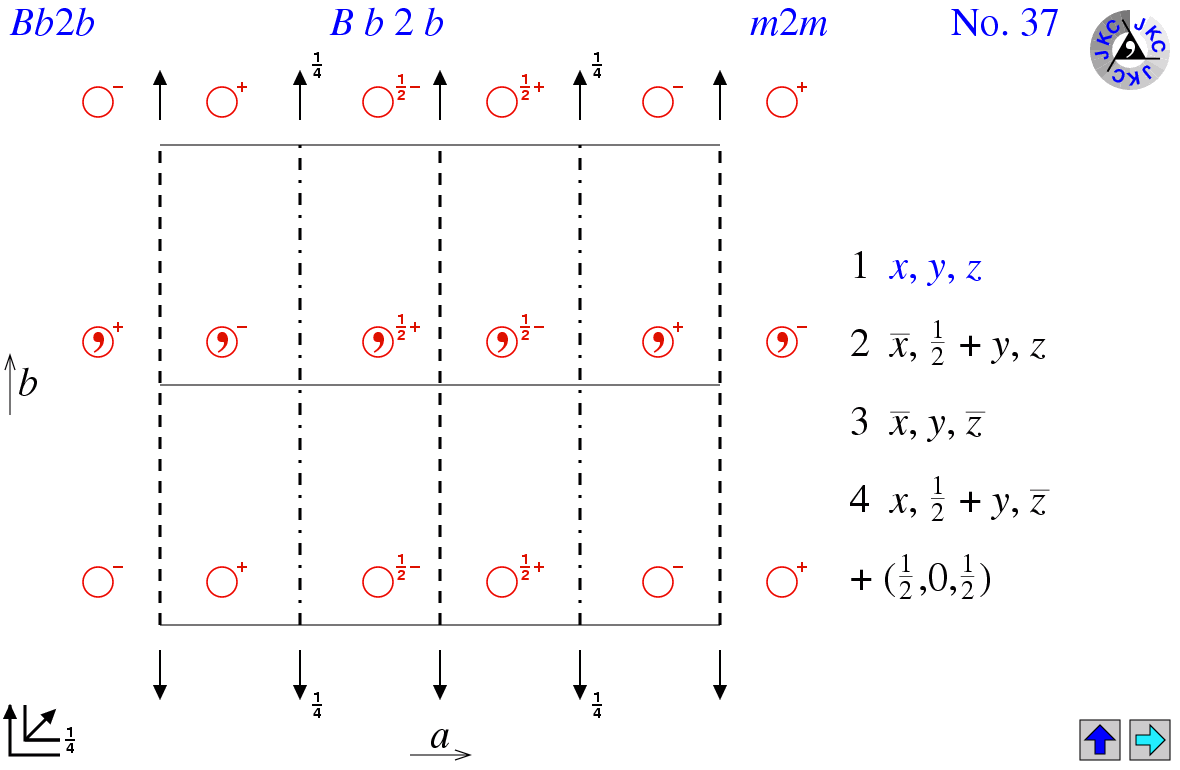 Bb2b B b 2 b m2m No. 37
JKC JKC JKC
1/4 1/4
− + 1/2− 1/2+ − +
1 x, y, z
+ − 1/2+ 1/2− + −
2 x̅, 1/2 + y, z
b
3 x̅, y, z̅
4 x, 1/2 + y, z̅
− + 1/2− 1/2+ − +
+ (1/2,0,1/2)
1/4 1/4
1/4 a